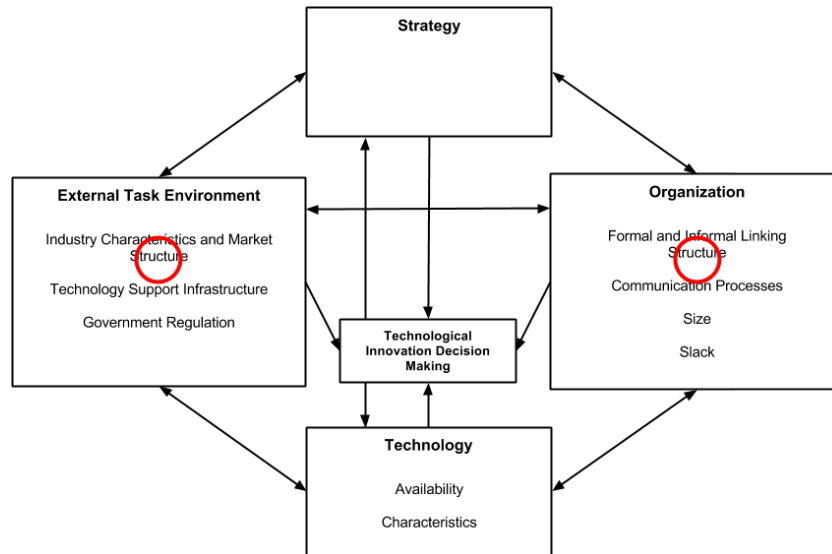 Strategy
External Task Environment
Industry Characteristics and Market
Structure
Technology Support Infrastructure
Government Regulation
Organization
Formal and Informal Linking
Structure
Communication Processes
Size
Slack
Technological
Innovation Decision
Making
Technology
Availability
Characteristics